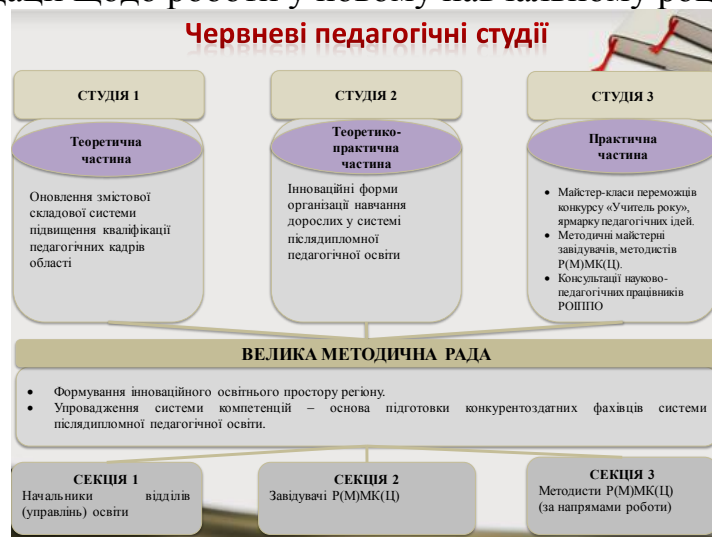 щодо роботи у новому навчальному
Червневі педагогічні студії
СТУДІЯ 1
Теоретична
частина
Оновлення змістової
складової системи
підвищення кваліфікації
педагогічних кадрів
області
СТУДІЯ 2
Теоретико-
практична
частина
Інноваційні форми
організації навчання
дорослих у системі
післядипломної
педагогічної освіти
СТУДІЯ 3
Практична
частина
• Майстер-класи переможців
конкурсу «Учитель року»,
ярмарку педагогічних ідей.
• Методичні майстерні
завідувачів, методистів
Р(М)МК(Ц).
• Консультації науково-
педагогічних працівників
РОІППО
ВЕЛИКА МЕТОДИЧНА РАДА
• Формування інноваційного освітнього простору регіону.
• Упровадження системи компетенцій – основа підготовки конкурентоздатних фахівців системи
післядипломної педагогічної освіти.
СЕКЦІЯ 1
Начальники відділів
(управлінь) освіти
СЕКЦІЯ 2
Завідувачі Р(М)МК(Ц)
СЕКЦІЯ 3
Методисти Р(М)МК(Ц)
(за напрямами роботи)